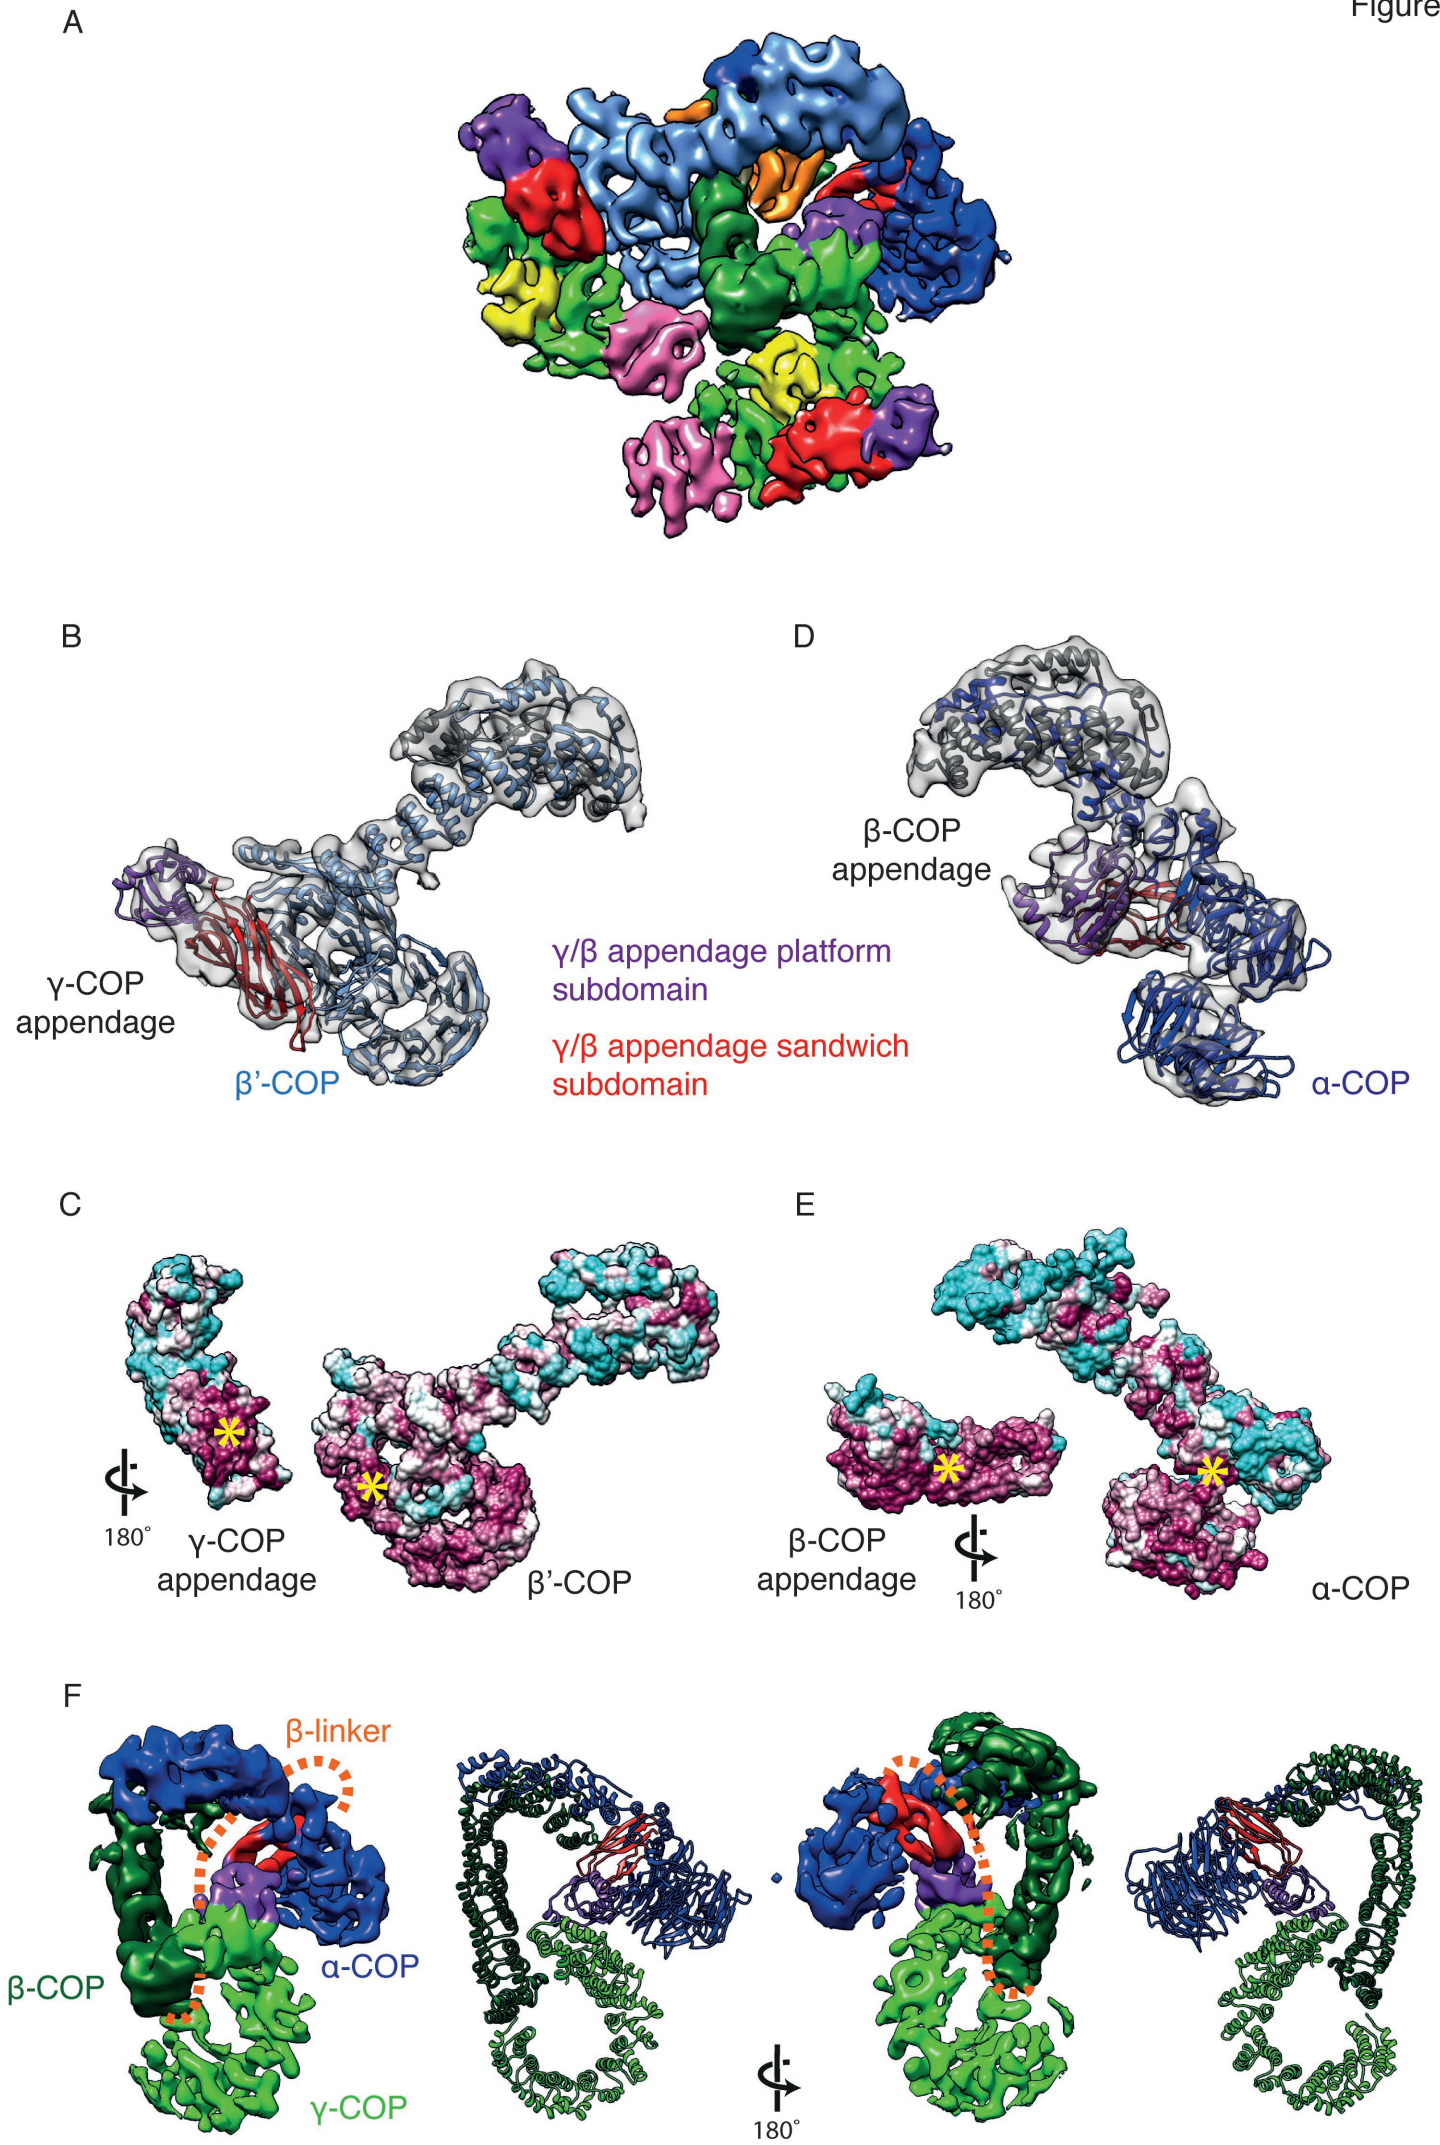 Figure
A
B
D
β-COP
appendage
γ/β appendage platform
subdomain
γ-COP
appendage
γ/β appendage sandwich
subdomain
β’-COP
α-COP
C
E
*
*
*
*
180°
γ-COP
appendage
β’-COP
β-COP
appendage
180°
α-COP
F
β-linker
α-COP
β-COP
γ-COP
180°